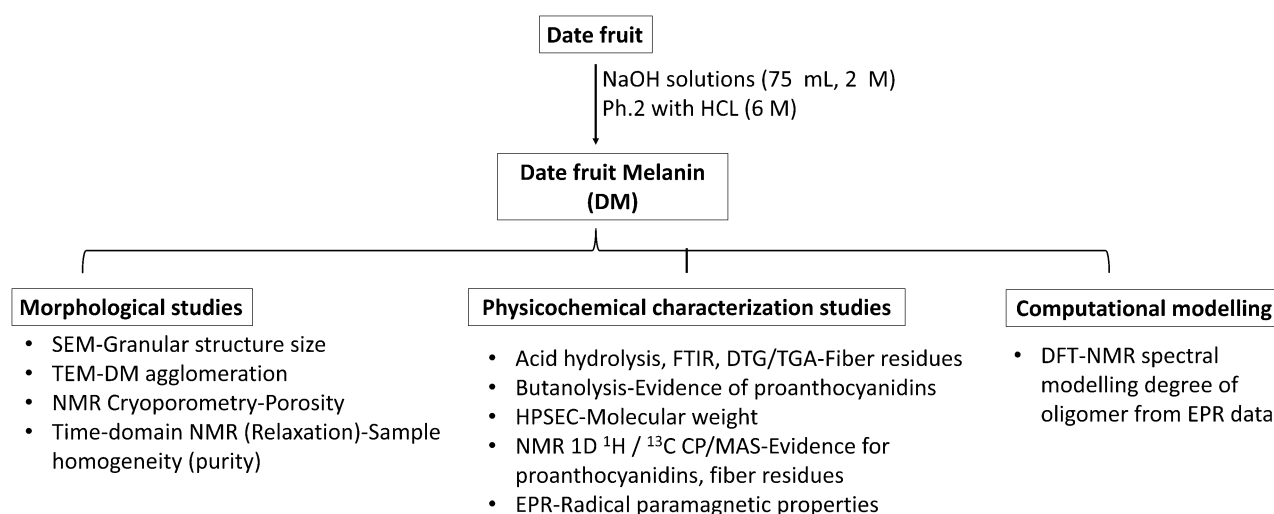 Date fruit
NaOH solutions (75 mL, 2 M)
Ph.2 with HCL (6 M)
Date fruit Melanin
(DM)
Morphological studies
• SEM-Granular structure size
• TEM-DM agglomeration
• NMR Cryoporometry-Porosity
• Time-domain NMR (Relaxation)-Sample
homogeneity (purity)
Physicochemical characterization studies
• Acid hydrolysis, FTIR, DTG/TGA-Fiber residues
• Butanolysis-Evidence of proanthocyanidins
• HPSEC-Molecular weight
• NMR 1D ¹H / ¹³C CP/MAS-Evidence for
proanthocyanidins, fiber residues
• EPR-Radical paramagnetic properties
Computational modelling
• DFT-NMR spectral
modelling degree of
oligomer from EPR data